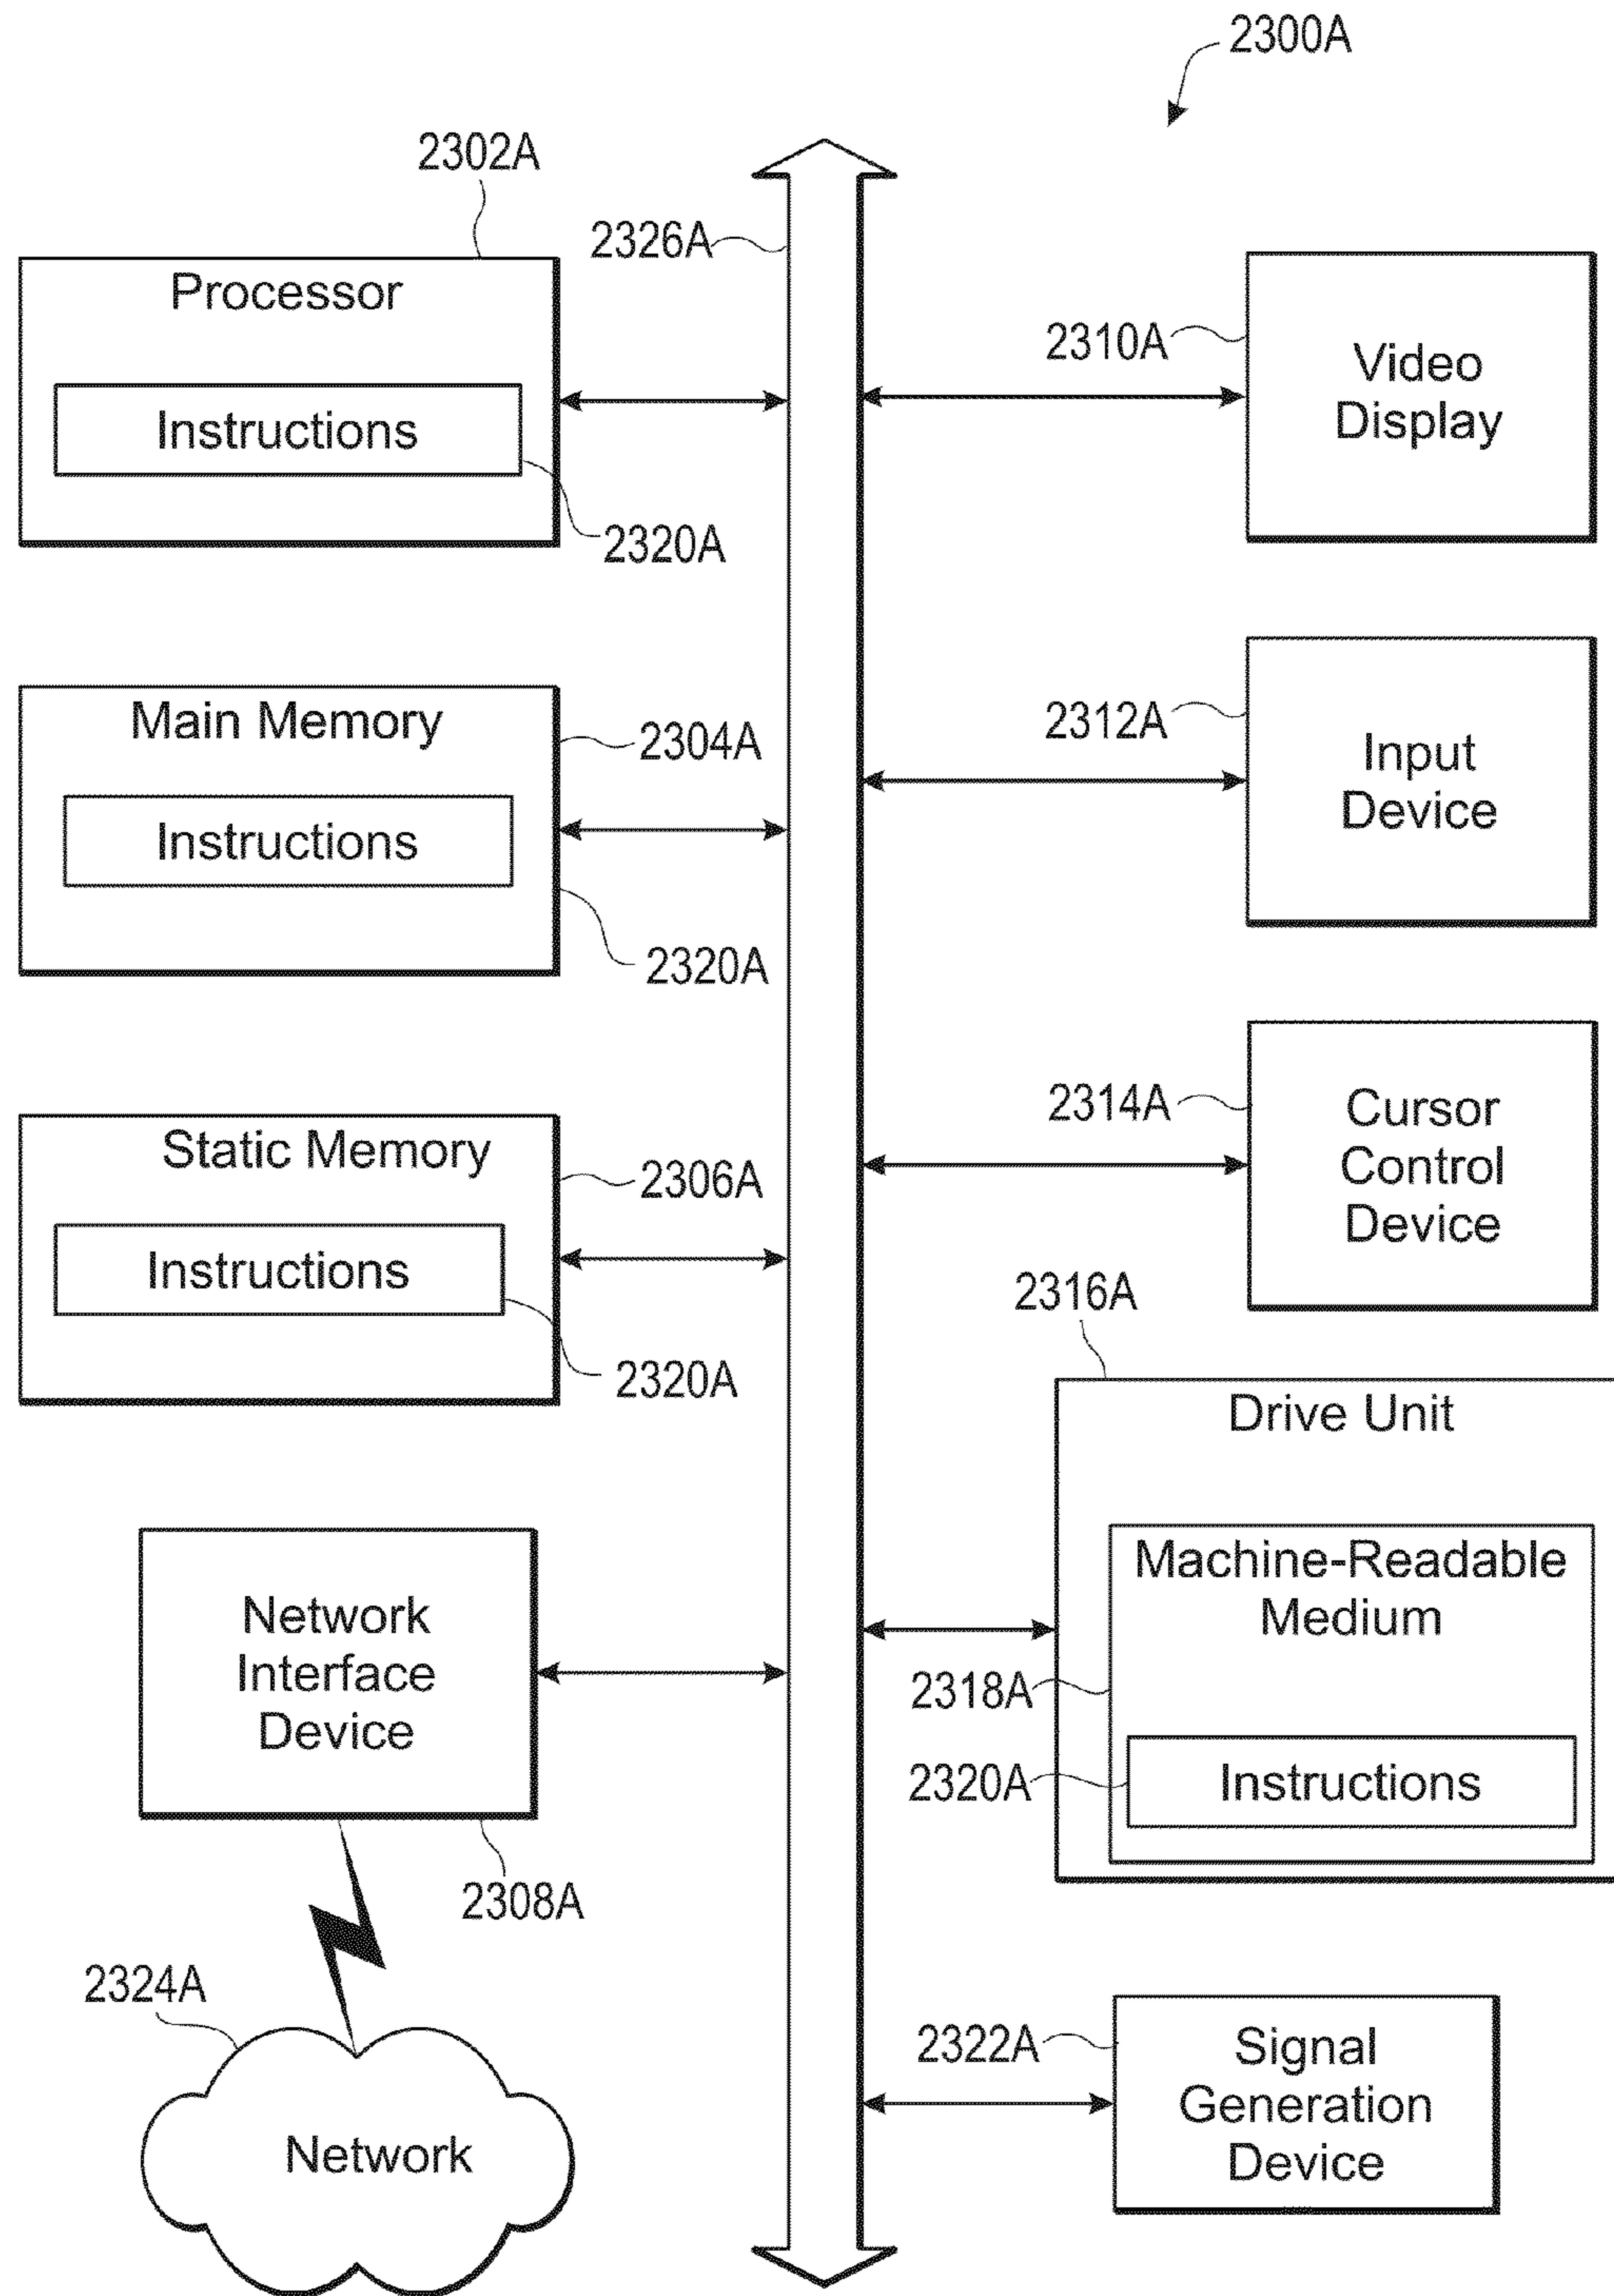 2300A
2302A
2326A
Processor
Instructions
2320A
Main Memory
2304A
Instructions
2320A
Static Memory
2306A
Instructions
2320A
Network
Interface
Device
2308A
2324A
Network
2310A
Video
Display
2312A
Input
Device
2314A
Cursor
Control
Device
2316A
Drive Unit
Machine-Readable
Medium
2318A
2320A
Instructions
2322A
Signal
Generation
Device